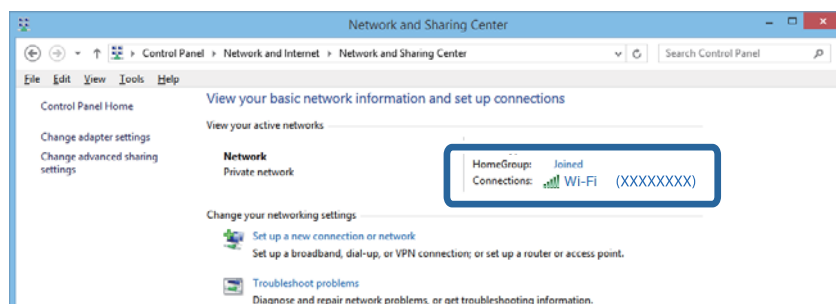 Network and Sharing Center
Control Panel ▸ Network and Internet ▸ Network and Sharing Center
Search Control Panel
File Edit View Tools Help
Control Panel Home
Change adapter settings
Change advanced sharing
settings
View your basic network information and set up connections
View your active networks
Network
Private network
HomeGroup: Joined
Connections: Wi-Fi (XXXXXXXX)
Change your networking settings
Set up a new connection or network
Set up a broadband, dial-up, or VPN connection; or set up a router or access point.
Troubleshoot problems
Diagnose and repair network problems, or get troubleshooting information.